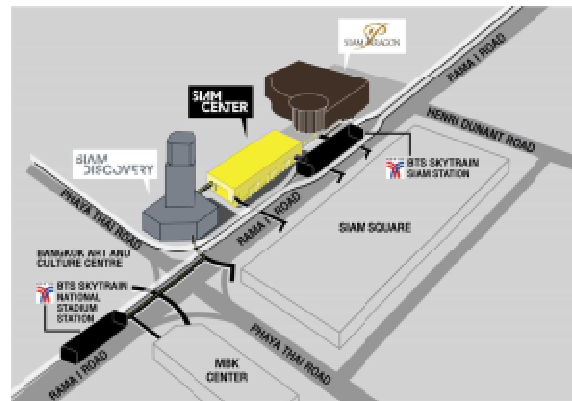 SIAM PARAGON
RAMA I ROAD
SIAM
CENTER
HENRI DUNANT ROAD
SIAM
DISCOVERY
BTS SKYTRAIN
SIAM STATION
PHAYA THAI ROAD
RAMA I ROAD
SIAM SQUARE
BANGKOK ART AND
CULTURE CENTRE
BTS SKYTRAIN
NATIONAL
STADIUM
STATION
PHAYA THAI ROAD
MBK
CENTER
RAMA I ROAD